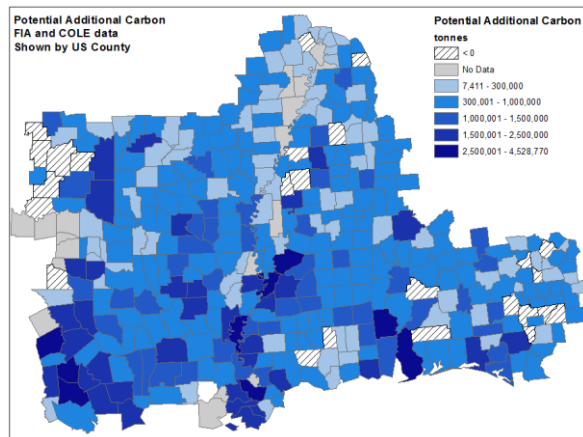 Potential Additional Carbon
FIA and COLE data
Shown by US County
Potential Additional Carbon
tonnes
< 0
No Data
7,411 - 300,000
300,001 - 1,000,000
1,000,001 - 1,500,000
1,500,001 - 2,500,000
2,500,001 - 4,528,770